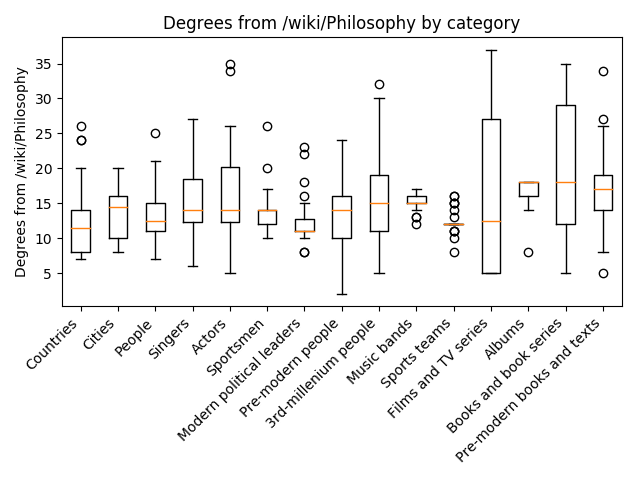 Degrees from /wiki/Philosophy by category
Degrees from /wiki/Philosophy
35
30
25
20
15
10
5
Countries
Cities
People
Singers
Actors
Sportsmen
Modern political leaders
Pre-modern people
3rd-millenium people
Music bands
Sports teams
Films and TV series
Albums
Books and book series
Pre-modern books and texts